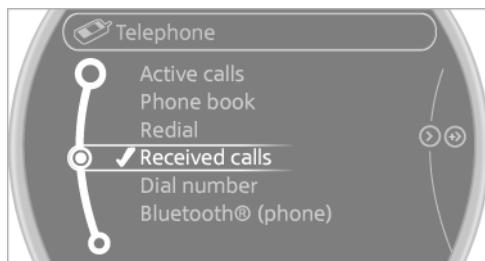 Telephone
Active calls
Phone book
Redial
Received calls
Dial number
Bluetooth® (phone)